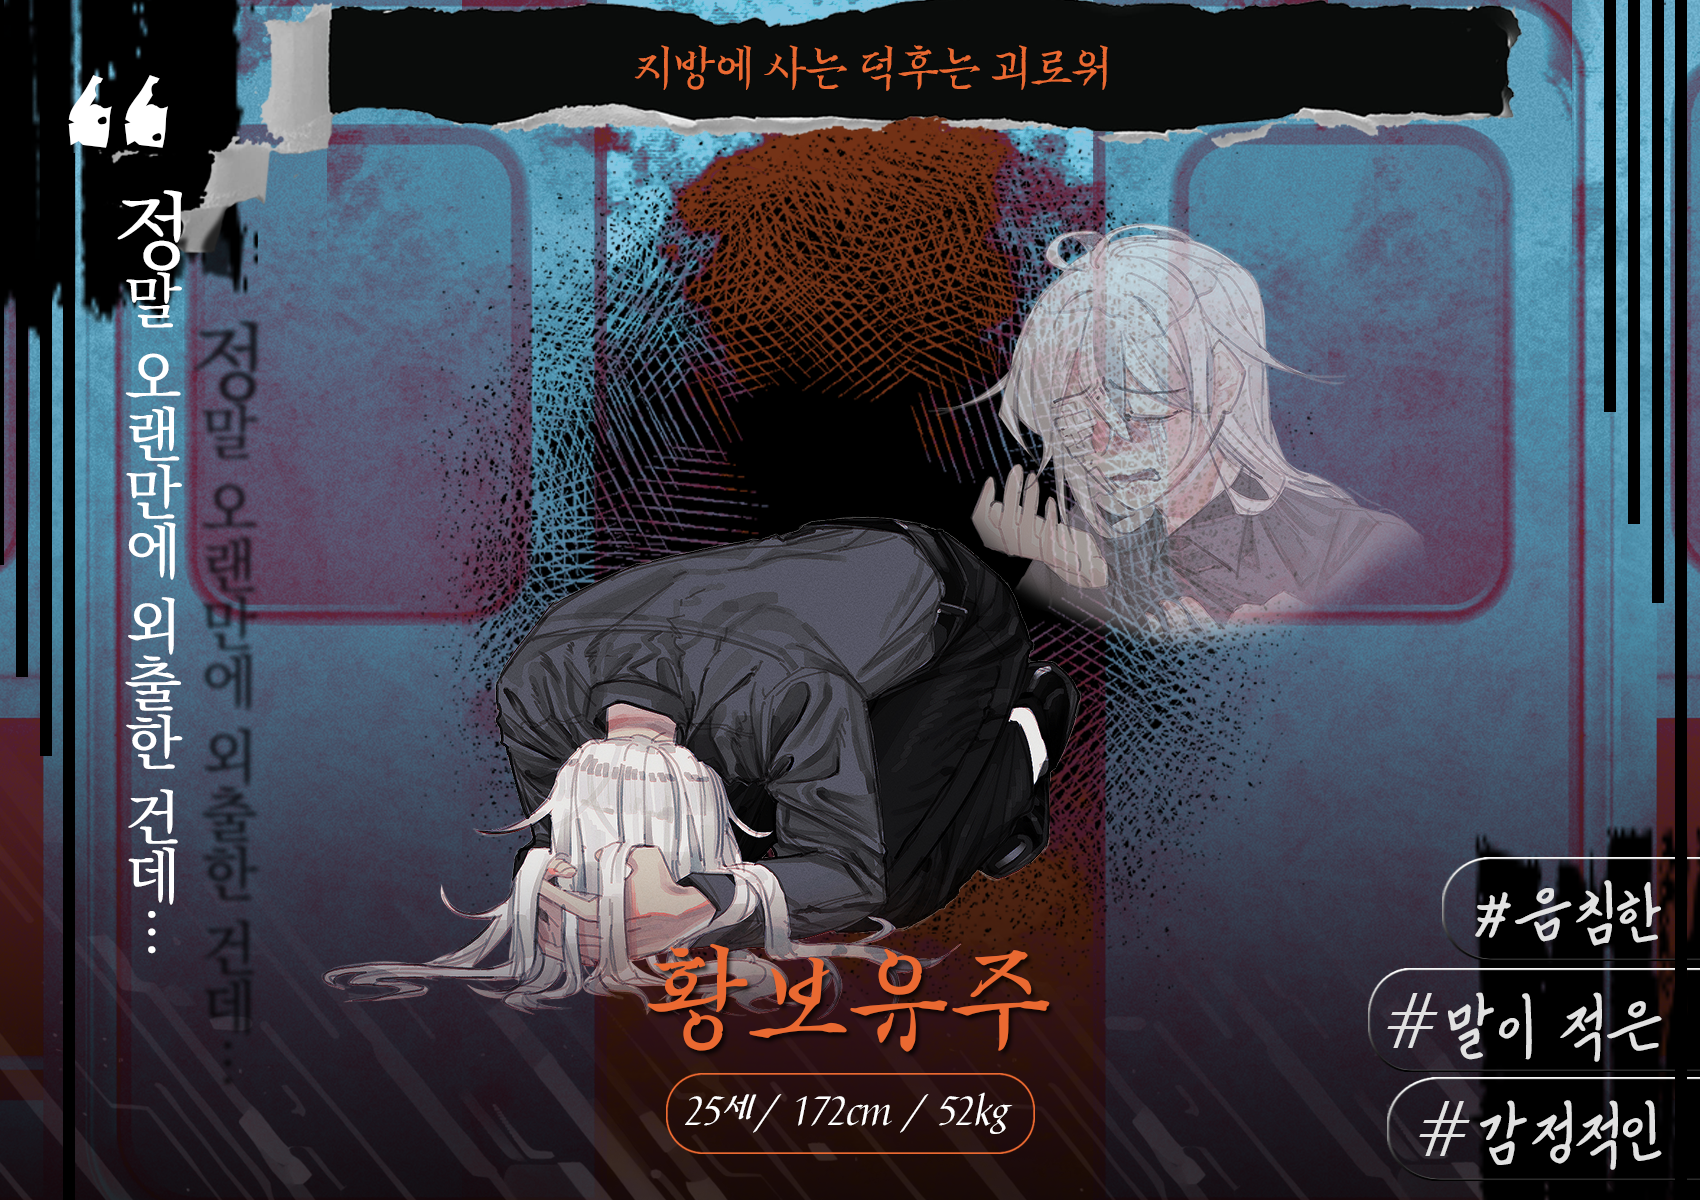 지방에 사는 덕후는 괴로워
“
정말 오랜만에 외출한 건데...
정말 오랜만에 외출한 건데...
황보유주
25세/ 172cm / 52kg
#음침한
#말이 적은
#감정적인